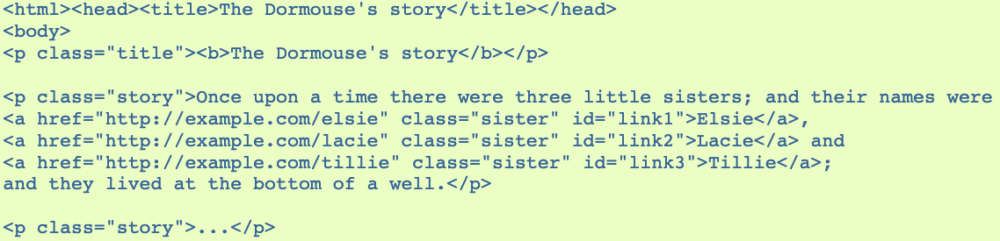 <html><head><title>The Dormouse's story</title></head>
<body>
<p class="title"><b>The Dormouse's story</b></p>

<p class="story">Once upon a time there were three little sisters; and their names were
<a href="http://example.com/elsie" class="sister" id="link1">Elsie</a>,
<a href="http://example.com/lacie" class="sister" id="link2">Lacie</a> and
<a href="http://example.com/tillie" class="sister" id="link3">Tillie</a>;
and they lived at the bottom of a well.</p>

<p class="story">...</p>